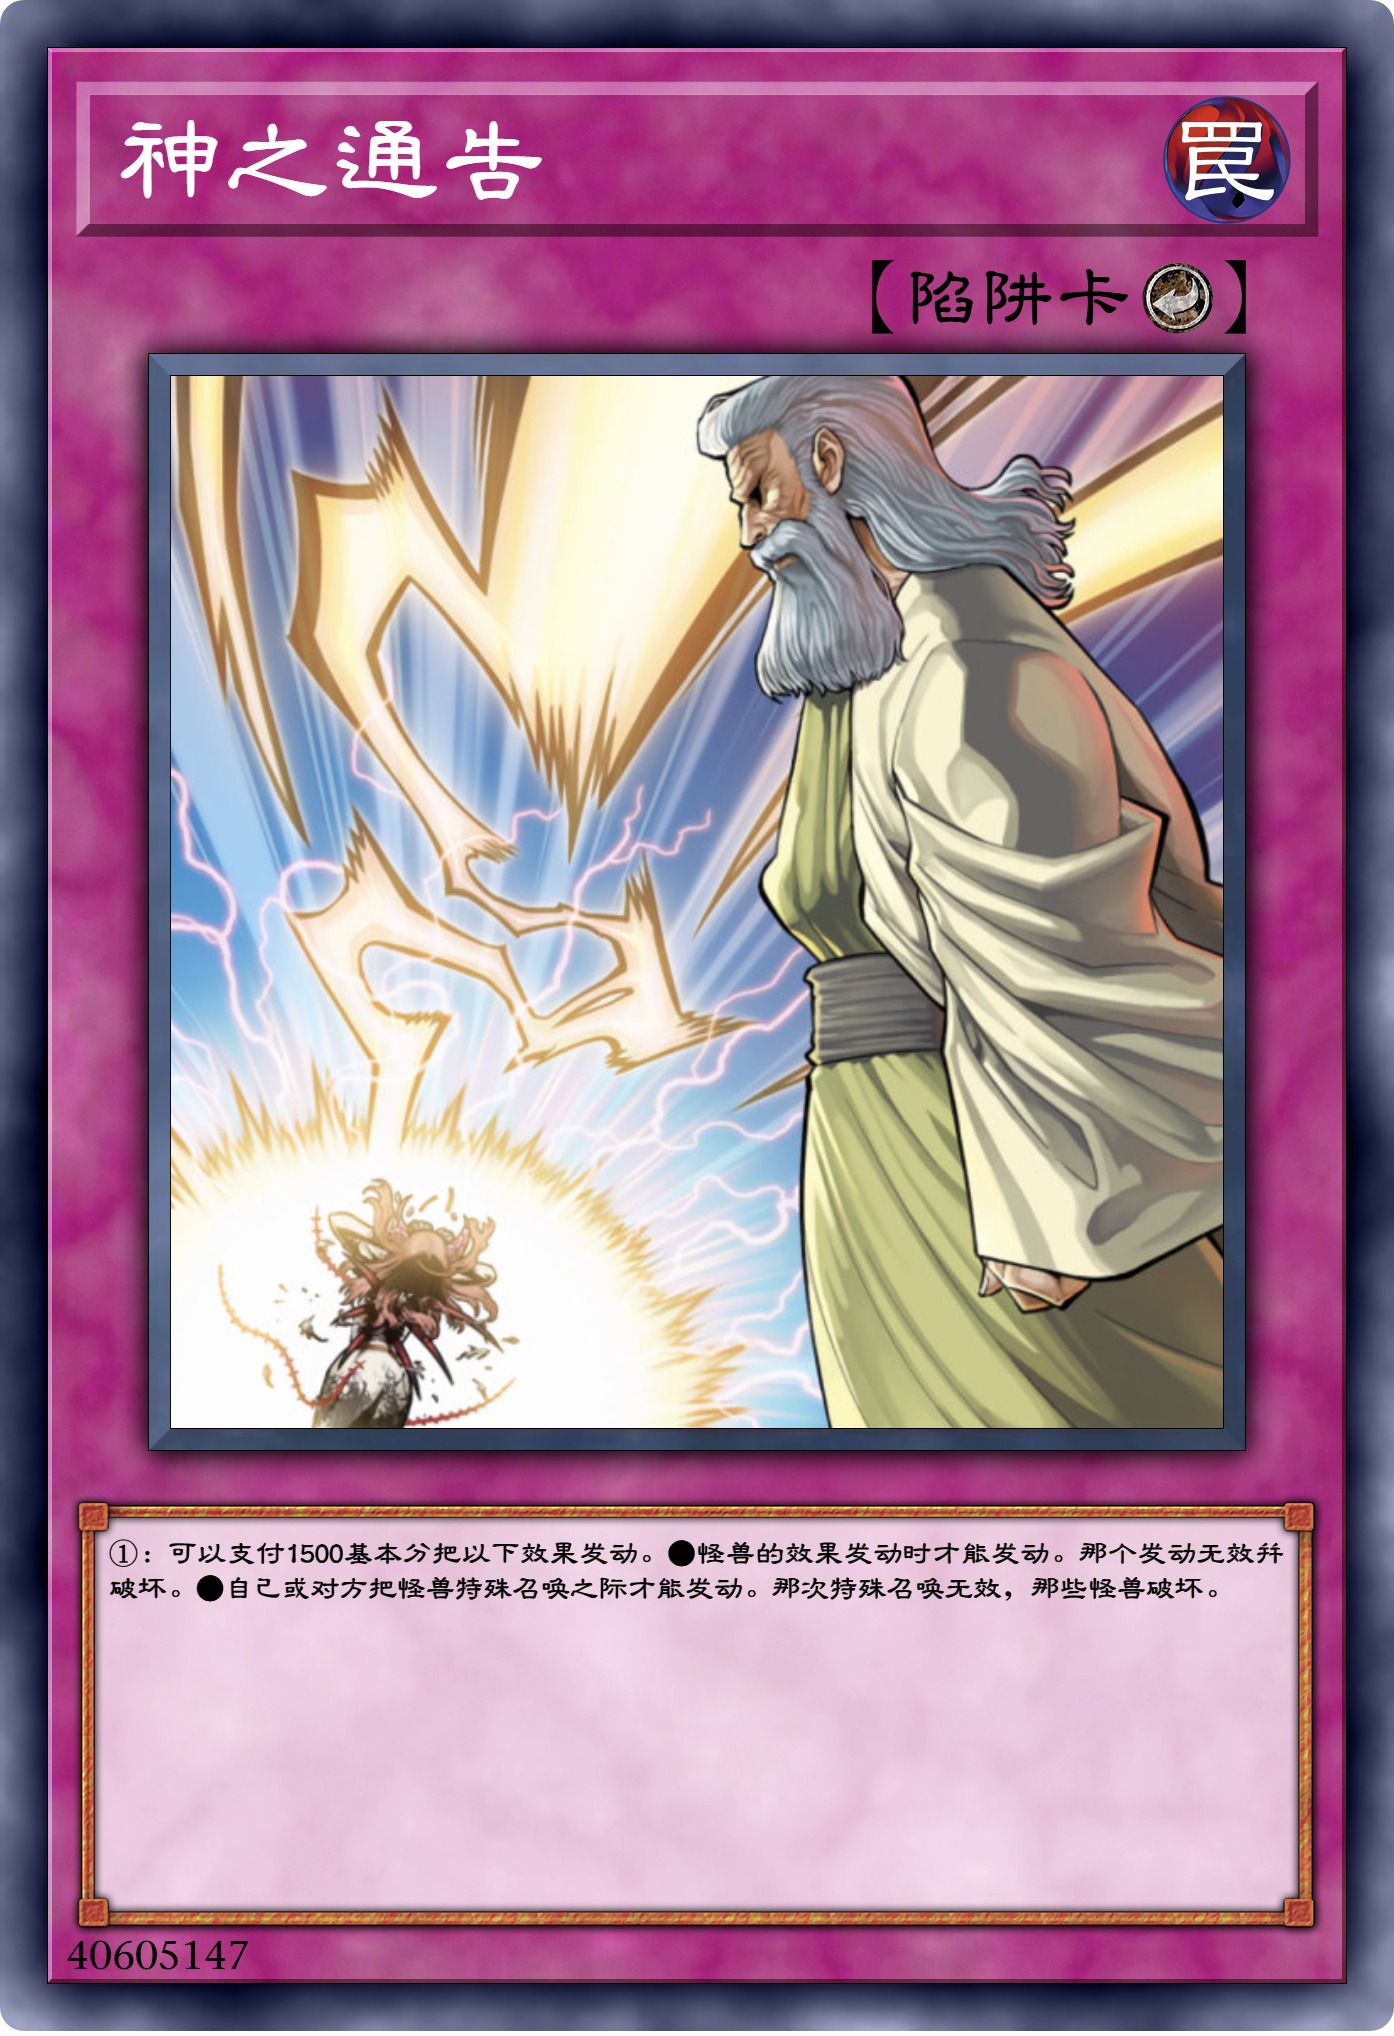 神之通告
罠
【陷阱卡】
①：可以支付1500基本分把以下效果发动。●怪兽的效果发动时才能发动。那个发动无效并
破坏。●自己或对方把怪兽特殊召唤之际才能发动。那次特殊召唤无效，那些怪兽破坏。
40605147